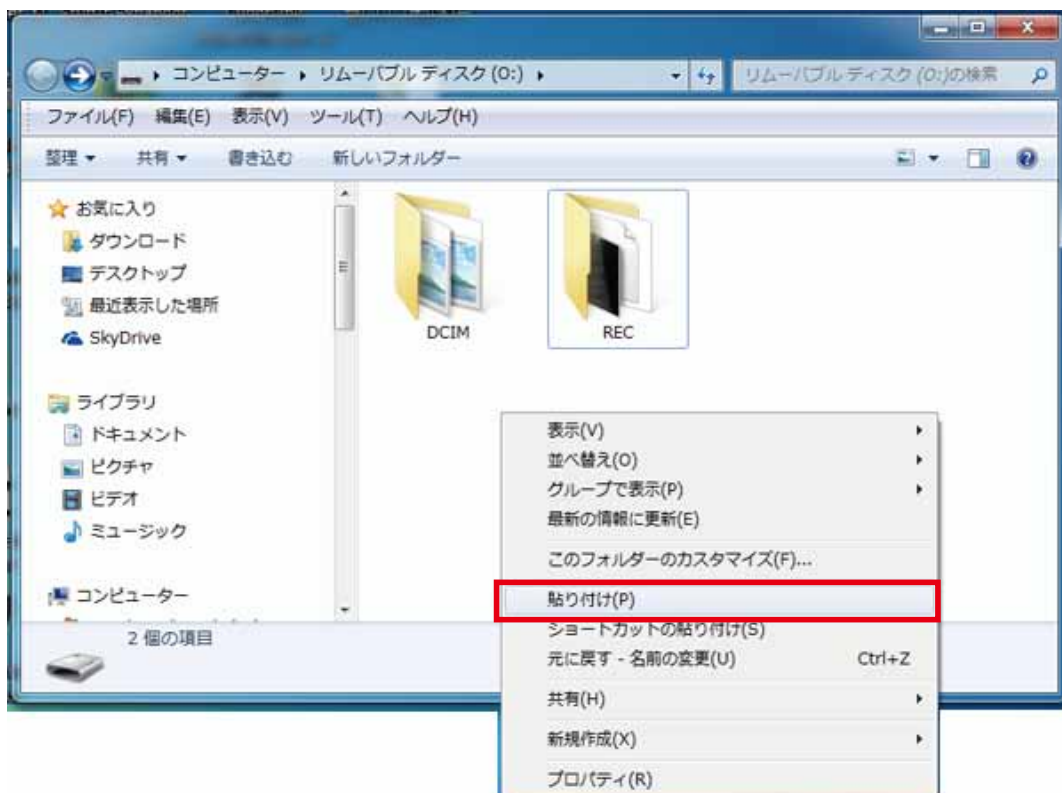 コンピューター リムーバブル ディスク (O:)
リムーバブル ディスク (O:)の検索
ファイル(F) 編集(E) 表示(V) ツール(T) ヘルプ(H)
整理 共有 書き込む 新しいフォルダー
お気に入り
ダウンロード
デスクトップ
最近表示した場所
SkyDrive
ライブラリ
ドキュメント
ピクチャ
ビデオ
ミュージック
コンピューター
DCIM
REC
2 個の項目
表示(V)
並べ替え(O)
グループで表示(P)
最新の情報に更新(E)
このフォルダーのカスタマイズ(F)...
貼り付け(P)
ショートカットの貼り付け(S)
元に戻す - 名前の変更(U) Ctrl+Z
共有(H)
新規作成(X)
プロパティ(R)